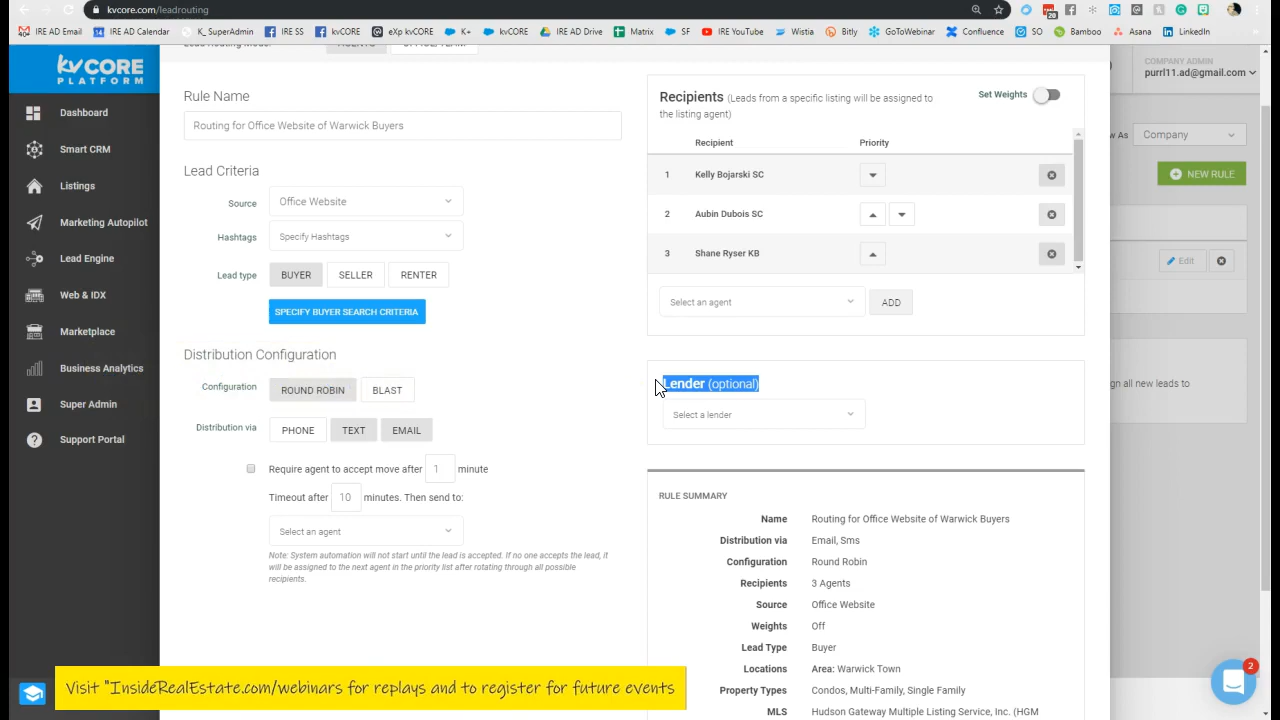 kvcore.com/leadrouting
20
40+ IRE AD Email
IRE AD Calendar
K_ SuperAdmin
IRE SS
kvCORE
eXp kvCORE
K+
kvCORE
IRE AD Drive
Matrix
SF
IRE YouTube
Wistia
Bitly
GoToWebinar
Confluence
SO
Bamboo
Asana
LinkedIn
kvCORE
PLATFORM
Dashboard
Smart CRM
Listings
Marketing Autopilot
Lead Engine
Web & IDX
Marketplace
Business Analytics
Super Admin
Support Portal
Rule Name
Routing for Office Website of Warwick Buyers
Lead Criteria
Source
Office Website
Hashtags
Specify Hashtags
Lead type
BUYER
SELLER
RENTER
SPECIFY BUYER SEARCH CRITERIA
Distribution Configuration
Configuration
ROUND ROBIN
BLAST
Distribution via
PHONE
TEXT
EMAIL
Require agent to accept move after 1 minute
Timeout after 10 minutes. Then send to:
Select an agent
Note: System automation will not start until the lead is accepted. If no one accepts the lead, it
will be assigned to the next agent in the priority list after rotating through all possible
recipients.
Recipients (Leads from a specific listing will be assigned to
the listing agent)
Set Weights
Recipient
Priority
1 Kelly Bojarski SC
2 Aubin Dubois SC
3 Shane Ryser KB
Select an agent
ADD
Lender (optional)
Select a lender
RULE SUMMARY
Name Routing for Office Website of Warwick Buyers
Distribution via Email, Sms
Configuration Round Robin
Recipients 3 Agents
Source Office Website
Weights Off
Lead Type Buyer
Locations Area: Warwick Town
Property Types Condos, Multi-Family, Single Family
MLS Hudson Gateway Multiple Listing Service, Inc. (HGM
COMPANY ADMIN
purrl11.ad@gmail.com
w As
Company
NEW RULE
Edit
gn all new leads to
2
Visit "InsideRealEstate.com/webinars for replays and to register for future events